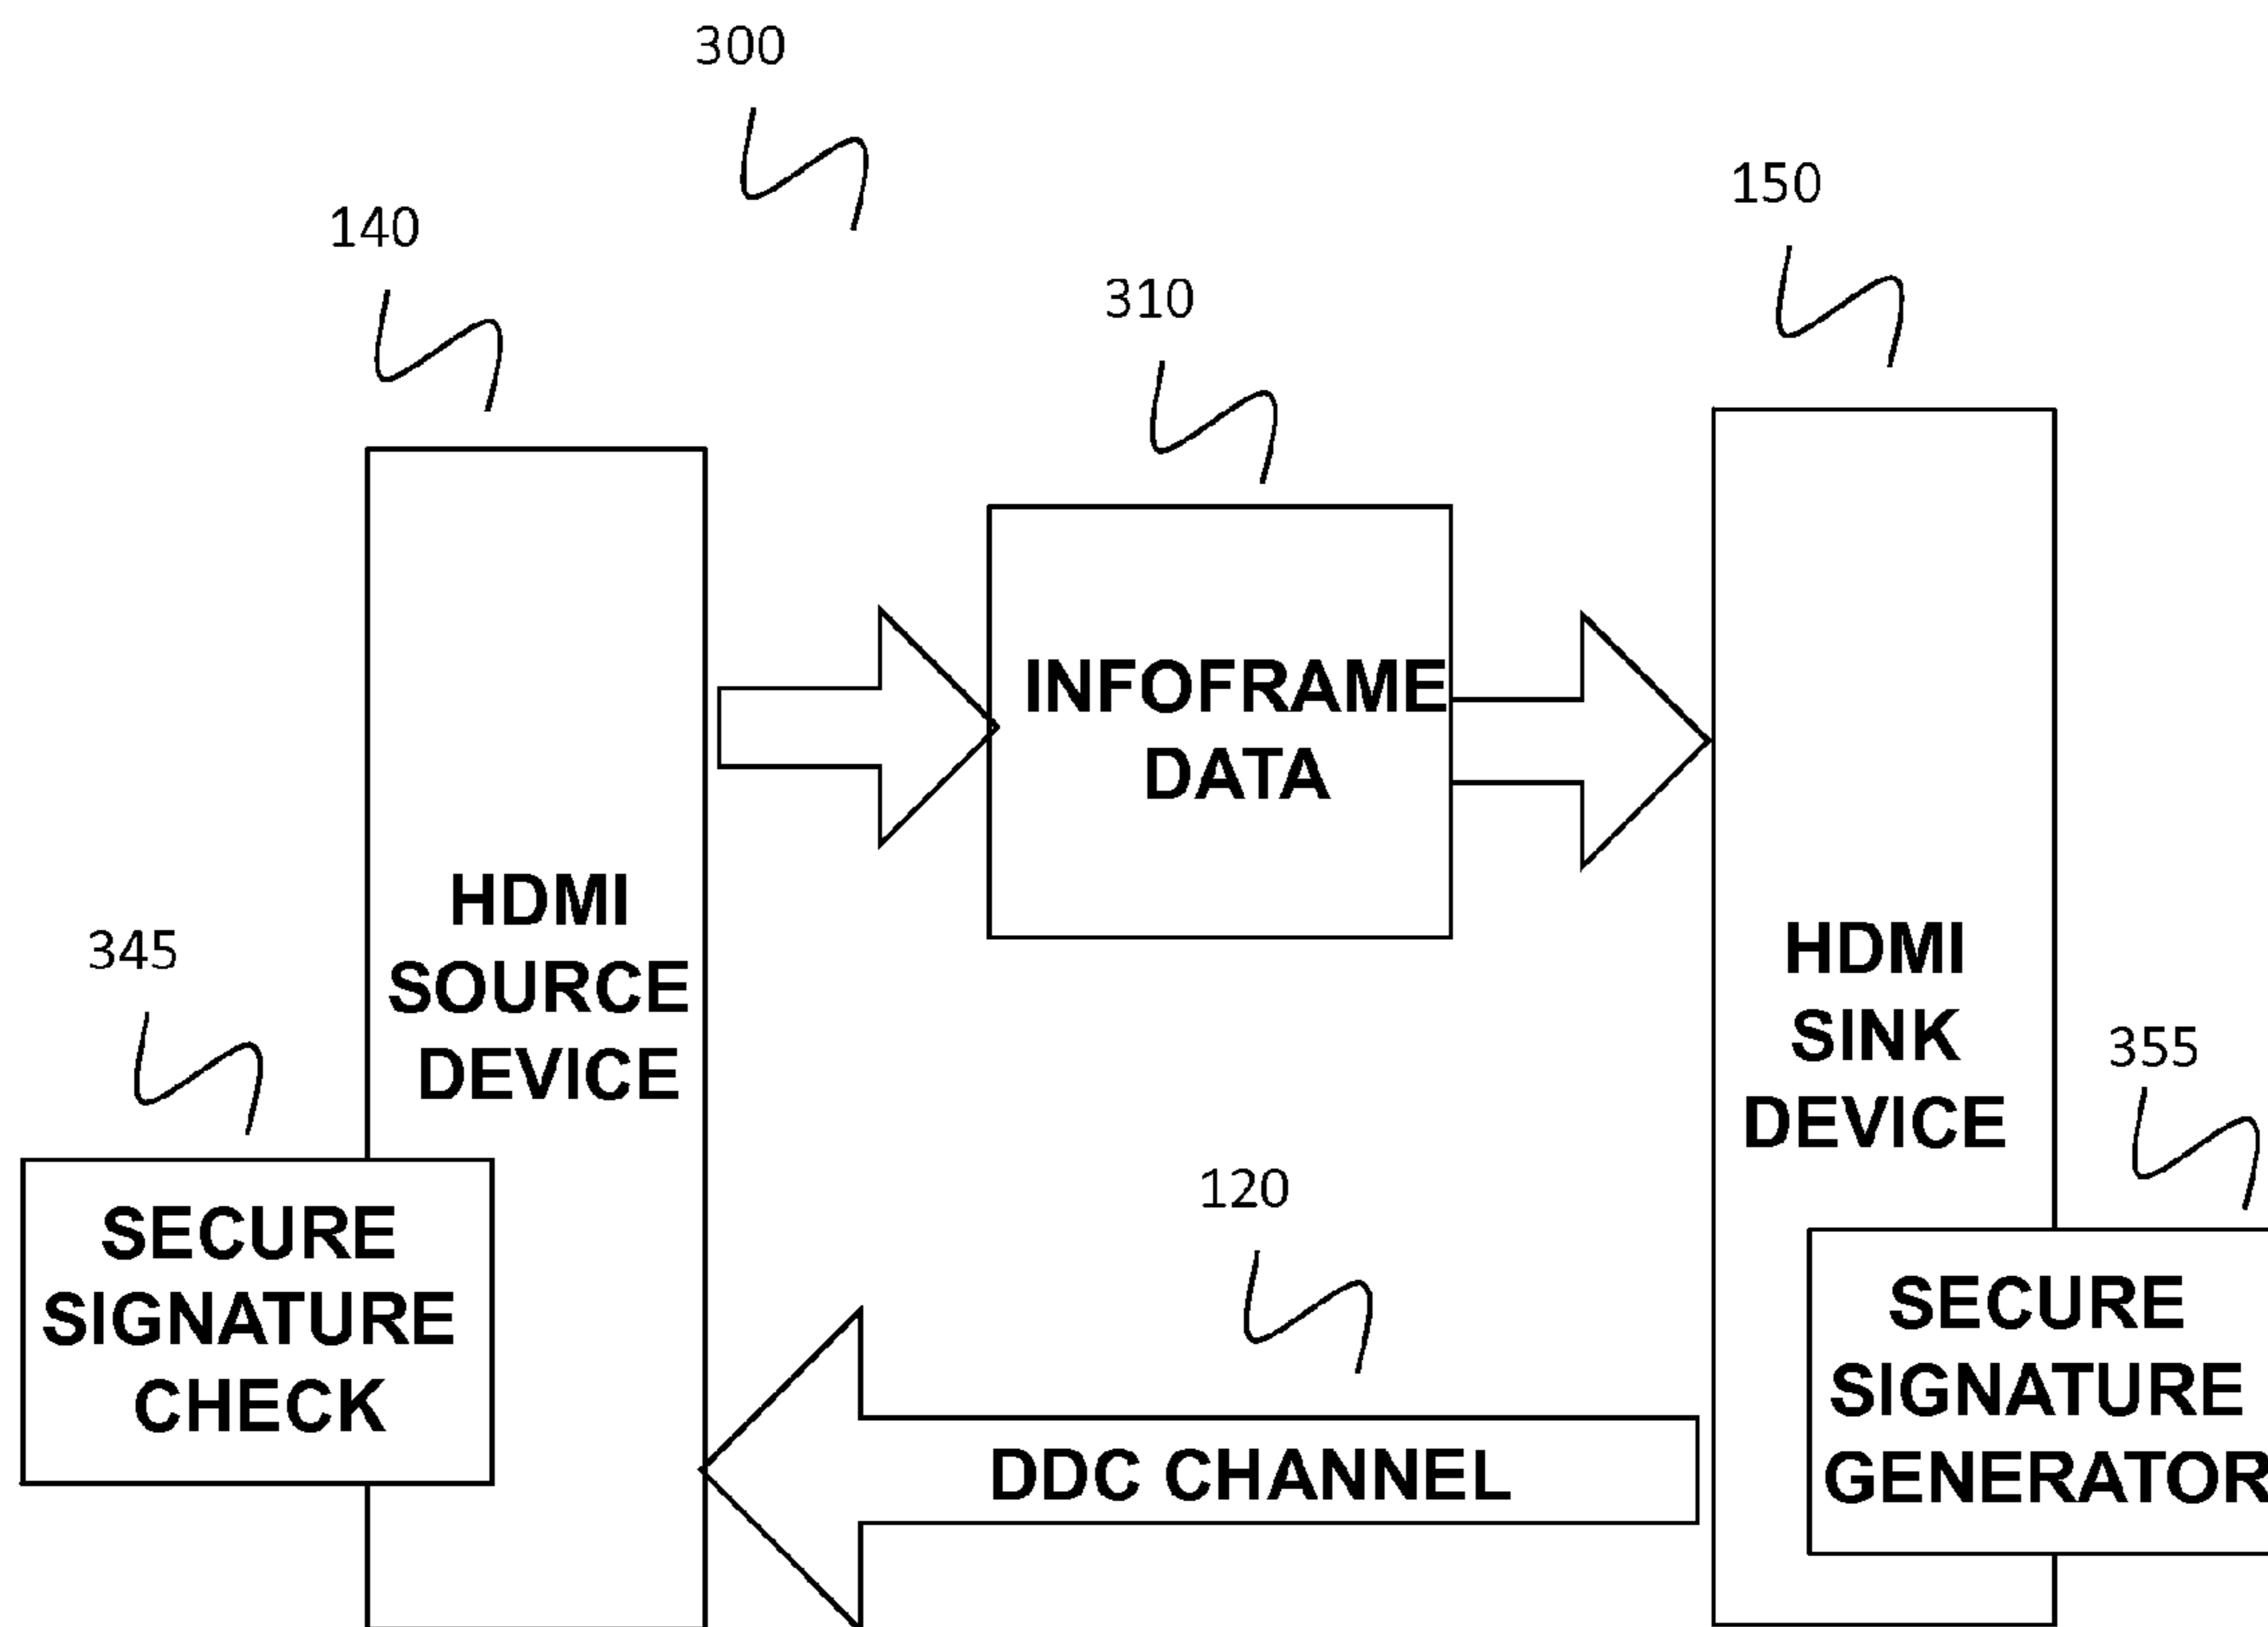 300
140
150
310
INFOFRAME
DATA
HDMI
SOURCE
DEVICE
HDMI
SINK
DEVICE
345
355
120
SECURE
SIGNATURE
CHECK
SECURE
SIGNATURE
GENERATOR
DDC CHANNEL